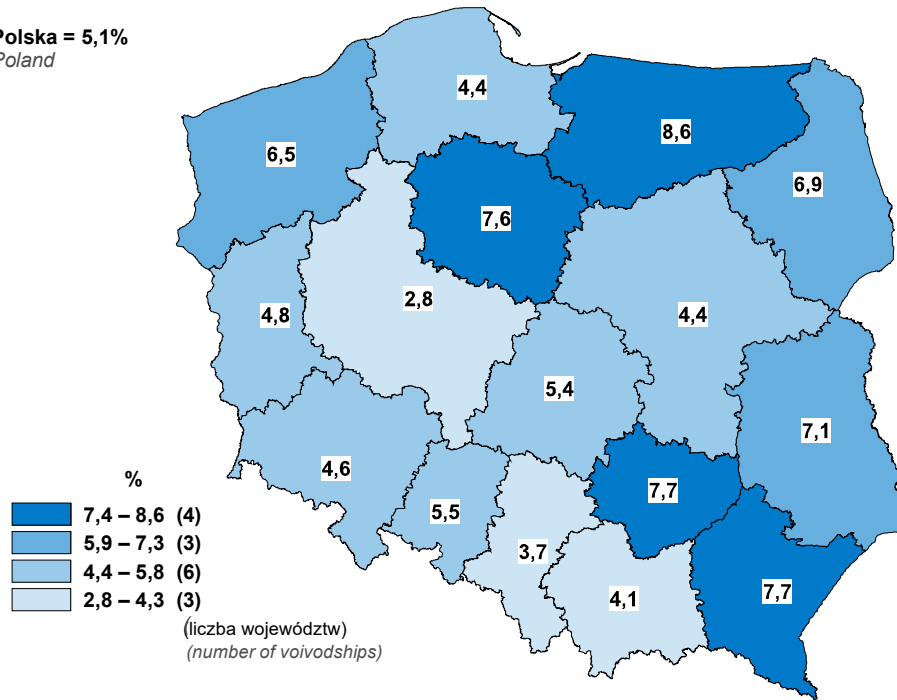 Polska = 5,1%
Poland
4,4
8,6
6,5
6,9
7,6
2,8
4,8
4,4
5,4
7,1
4,6
7,7
5,5
3,7
4,1
7,7
%
7,4 – 8,6 (4)
5,9 – 7,3 (3)
4,4 – 5,8 (6)
2,8 – 4,3 (3)
(liczba województw)
(number of voivodships)